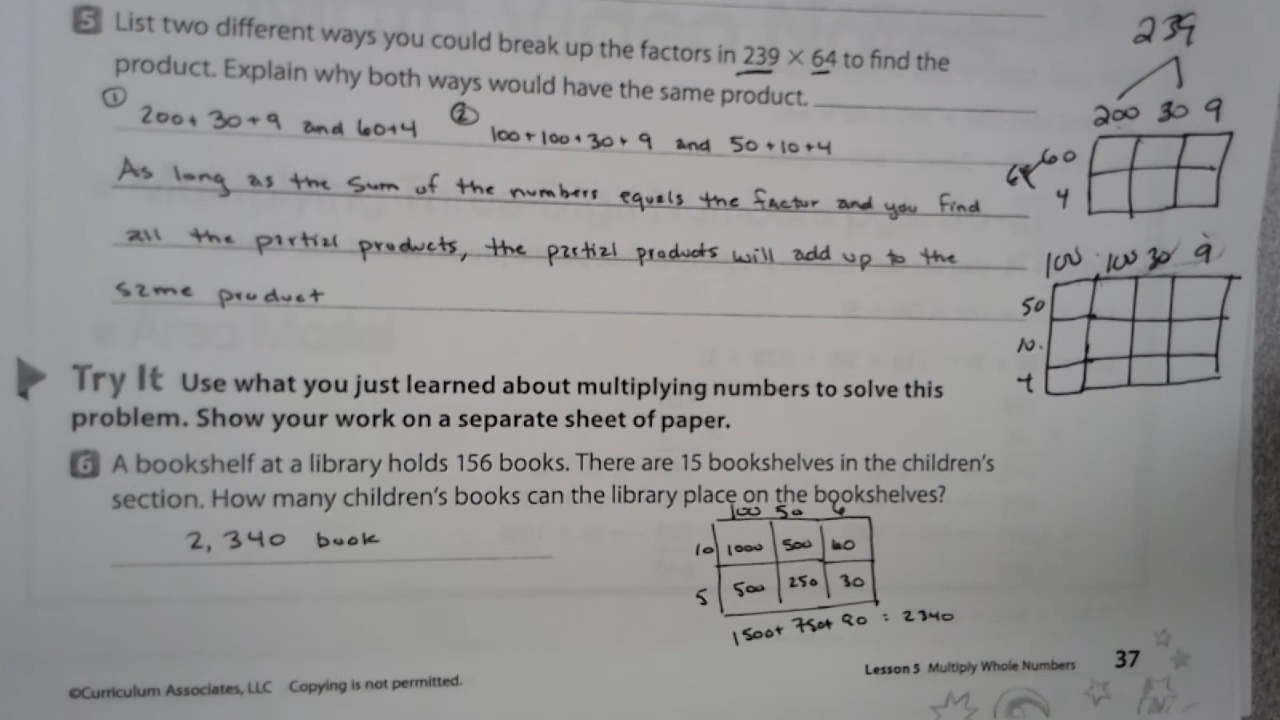 5 List two different ways you could break up the factors in 239 × 64 to find the
product. Explain why both ways would have the same product.
① 200+30+9 and 60+4 ② 100+100+30+9 and 50+10+4
As long as the sum of the numbers equals the factor and you find
all the partial products, the partial products will add up to the
same product
239
200 30 9
64 60
4
100 100 30 9
50
10
4
Try It Use what you just learned about multiplying numbers to solve this
problem. Show your work on a separate sheet of paper.
6 A bookshelf at a library holds 156 books. There are 15 bookshelves in the children's
section. How many children's books can the library place on the bookshelves?
2,340 book
100 50 6
10 1000 500 60
5 500 250 30
1500+ 750+ 90 = 2340
Lesson 5 Multiply Whole Numbers 37
©Curriculum Associates, LLC Copying is not permitted.